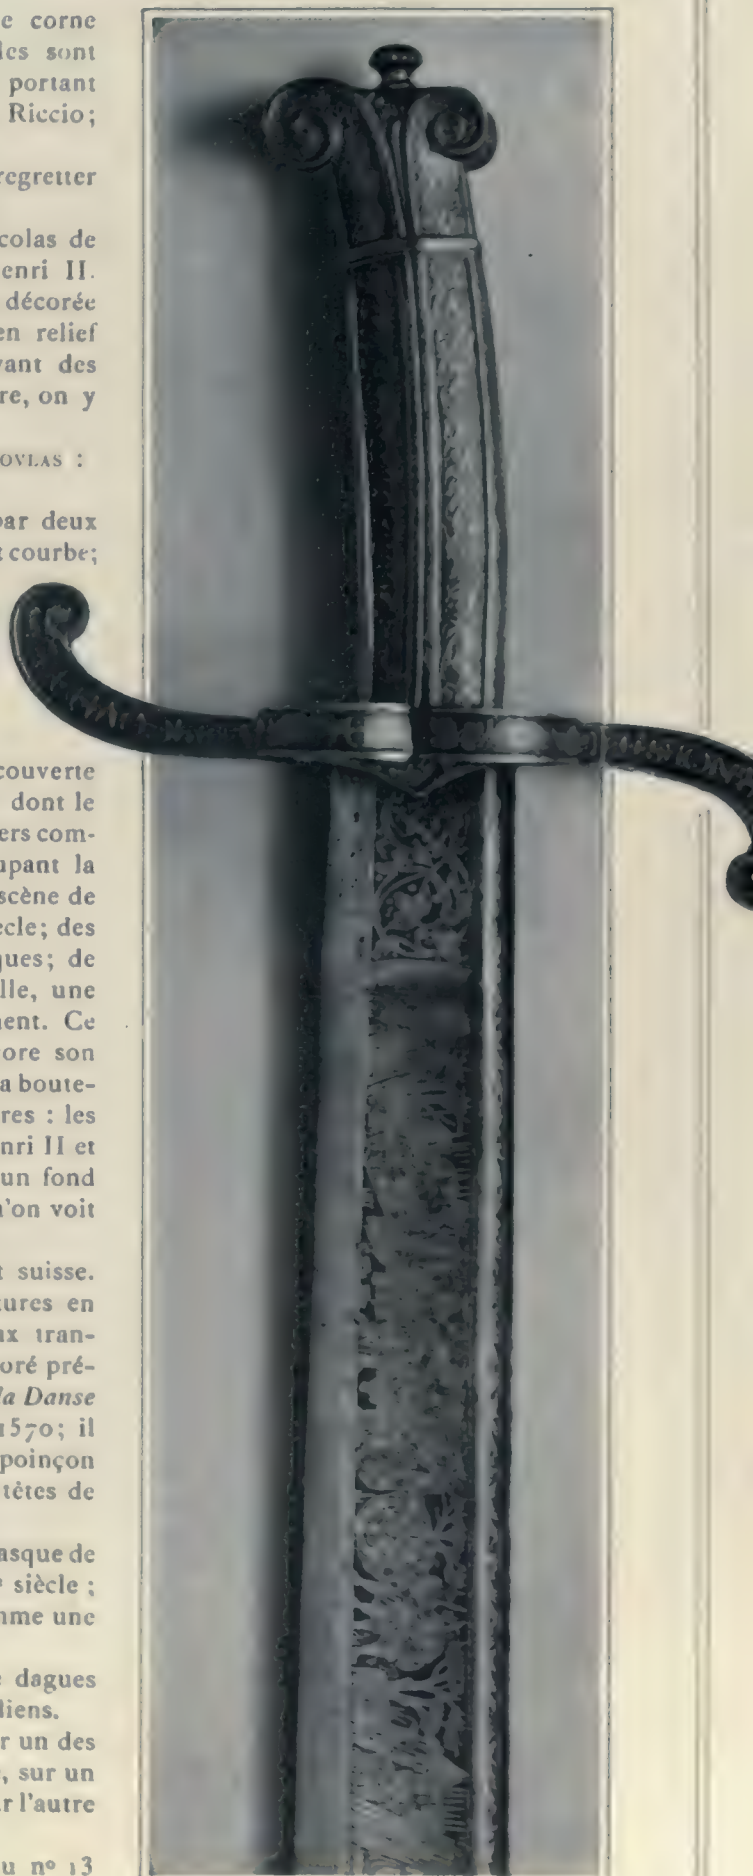 e corne
les sont
portant
Riccio;
regretter
colas de
enri II.
décorée
en relief
vant des
re, on y
OVLAS :
par deux
t courbe;
couverte
dont le
ers com-
upant la
scène de
ècle; des
ques; de
lle, une
nent. Ce
ore son
a boute-
res : les
nri II et
un fond
u'on voit
t suisse.
tures en
ux tran-
oré pré-
la Danse
1570; il
poinçon
têtes de
asque de
e siècle ;
nme une
e dagues
liens.
r un des
, sur un
r l'autre
u nº 13